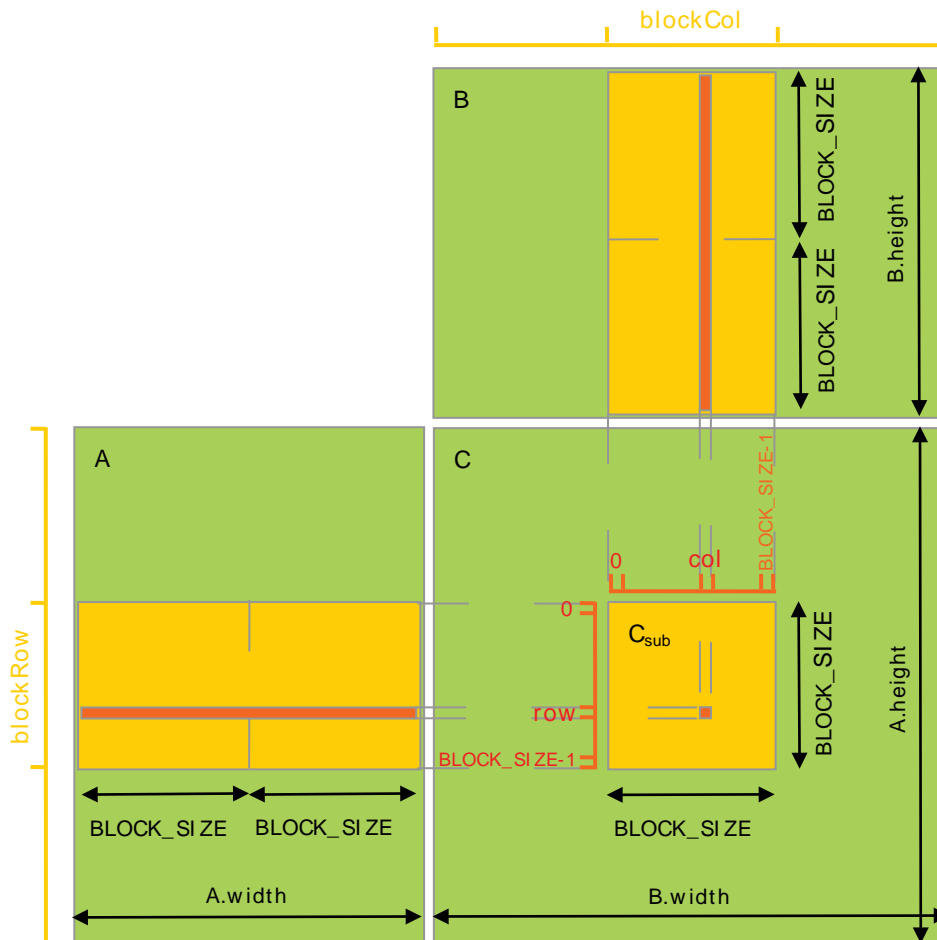 blockCol
B
BLOCK_SIZE
BLOCK_SIZE
B.height
A
C
blockRow
BLOCK_SIZE-1
0
col
0
row
BLOCK_SIZE-1
Csub
BLOCK_SIZE
A.height
BLOCK_SIZE
BLOCK_SIZE
BLOCK_SIZE
A.width
B.width